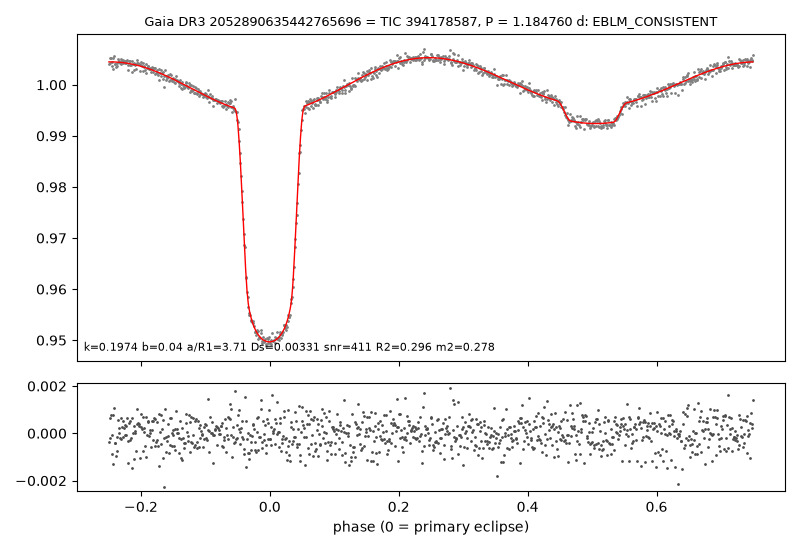 Gaia DR3 2052890635442765696 = TIC 394178587, P = 1.184760 d: EBLM_CONSISTENT
1.00
0.99
0.98
0.97
0.96
0.95
k=0.1974 b=0.04 a/R1=3.71 Ds=0.00331 snr=411 R2=0.296 m2=0.278
0.002
0.000
−0.002
−0.2 0.0 0.2 0.4 0.6
phase (0 = primary eclipse)